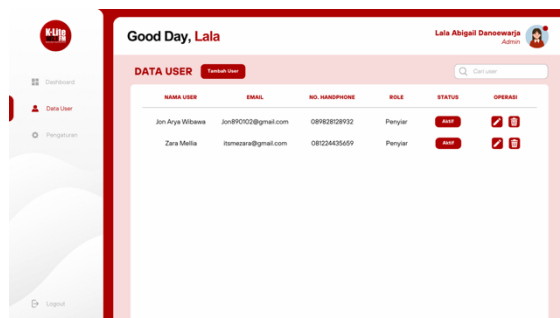 K-Lite
FM
Dashboard
Data User
Pengaturan
Logout
Good Day, Lala
Lala Abigail Danoewarja
Admin
DATA USER
Tambah User
Cari user
NAMA USER EMAIL NO. HANDPHONE ROLE STATUS OPERASI
Jon Arya Wibawa Jon890102@gmail.com 089828128932 Penyiar Aktif
Zara Mellia itsmezara@gmail.com 081224435659 Penyiar Aktif